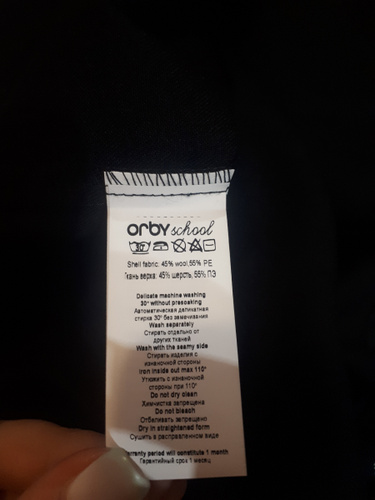 orby school
30°
Shell fabric: 45% wool,55% PE
Ткань верха: 45% шерсть, 55% ПЭ
Delicate machine washing
30° without presoaking
Автоматическая деликатная
стирка 30° без замачивания
Wash separately
Стирать отдельно от
других тканей
Wash with the seamy side
Стирать изделия с
изнаночной стороны
Iron inside out max 110°
Утюжить с изнаночной
стороны при 110°
Do not dry clean
Химчистка запрещена
Do not bleach
Отбеливать запрещено
Dry in straightened form
Сушить в расправленном виде
Warranty period will constitute 1 month
Гарантийный срок 1 месяц